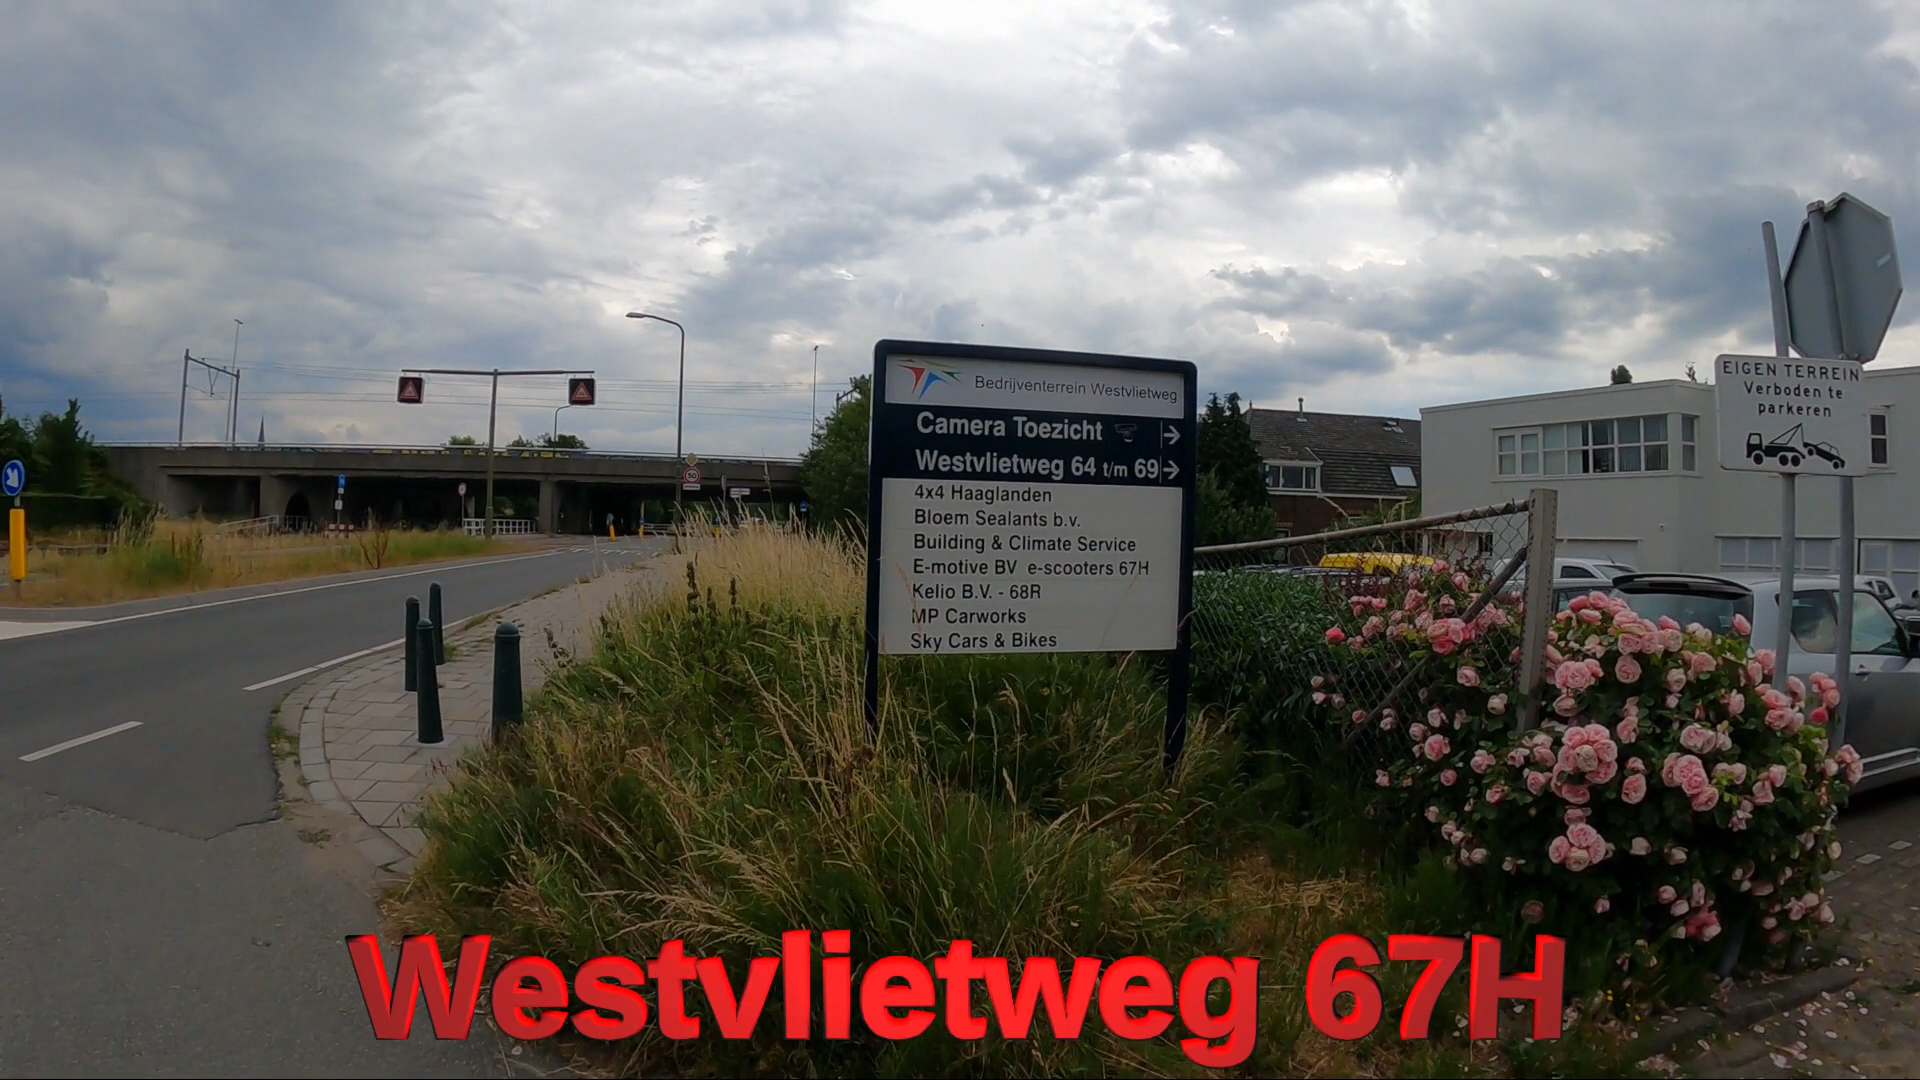 Bedrijventerrein Westvlietweg
Camera Toezicht →
Westvlietweg 64 t/m 69 →
4x4 Haaglanden
Bloem Sealants b.v.
Building & Climate Service
E-motive BV e-scooters 67H
Kelio B.V. - 68R
MP Carworks
Sky Cars & Bikes
EIGEN TERREIN
Verboden te
parkeren
50
Westvlietweg 67H